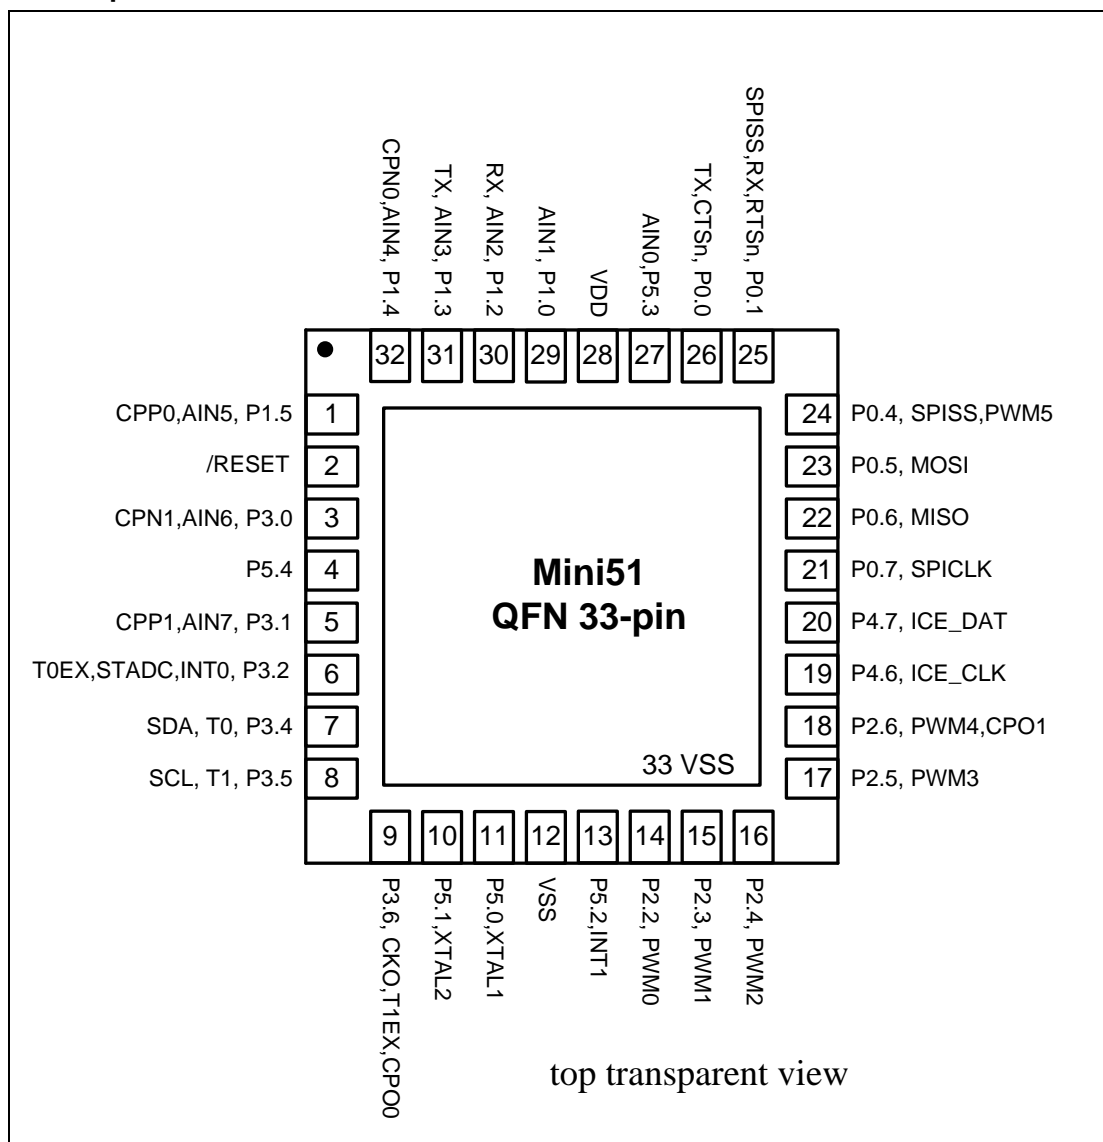 CPN0,AIN4, P1.4
TX, AIN3, P1.3
RX, AIN2, P1.2
AIN1, P1.0
VDD
AIN0,P5.3
TX,CTSn, P0.0
SPISS,RX,RTSn, P0.1
32 31 30 29 28 27 26 25
CPP0,AIN5, P1.5 1
/RESET 2
CPN1,AIN6, P3.0 3
P5.4 4
CPP1,AIN7, P3.1 5
T0EX,STADC,INT0, P3.2 6
SDA, T0, P3.4 7
SCL, T1, P3.5 8
Mini51
QFN 33-pin
33 VSS
24 P0.4, SPISS,PWM5
23 P0.5, MOSI
22 P0.6, MISO
21 P0.7, SPICLK
20 P4.7, ICE_DAT
19 P4.6, ICE_CLK
18 P2.6, PWM4,CPO1
17 P2.5, PWM3
9 10 11 12 13 14 15 16
P3.6, CKO,T1EX,CPO0
P5.1,XTAL2
P5.0,XTAL1
VSS
P5.2,INT1
P2.2, PWM0
P2.3, PWM1
P2.4, PWM2
top transparent view